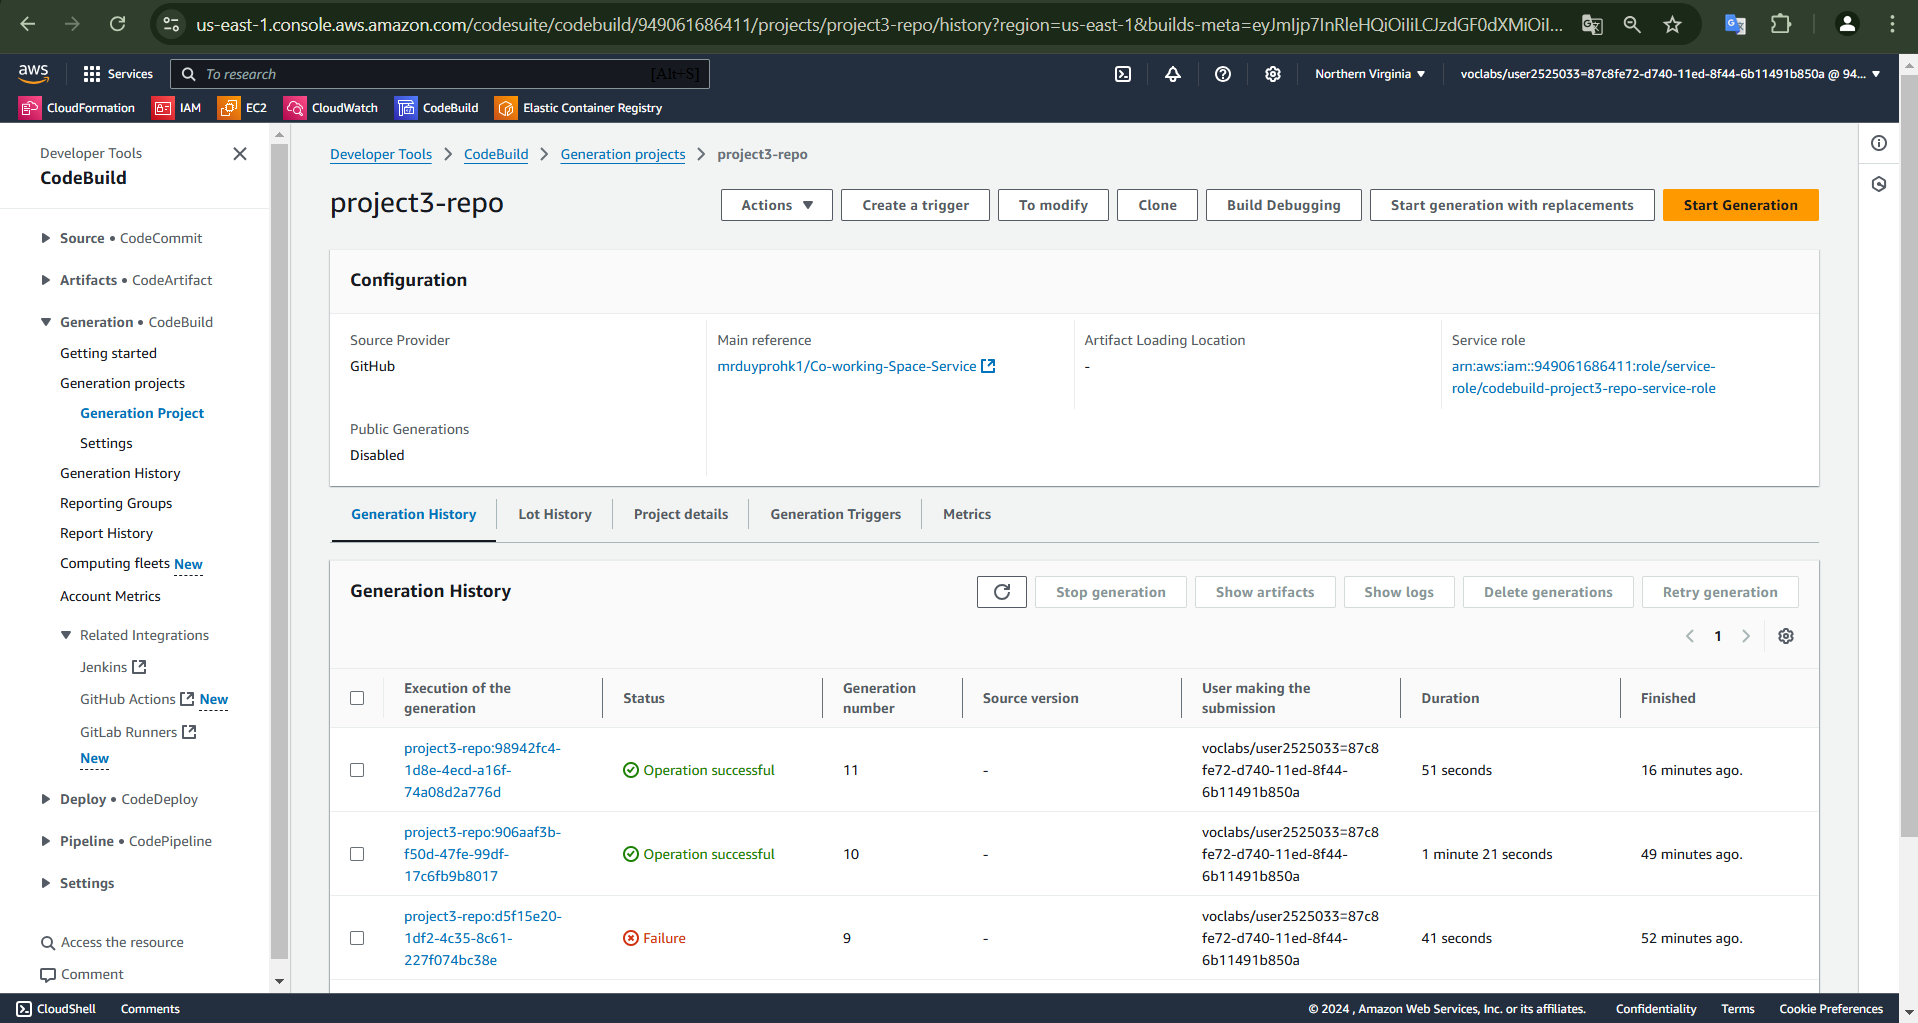 us-east-1.console.aws.amazon.com/codesuite/codebuild/949061686411/projects/project3-repo/history?region=us-east-1&builds-meta=eyJmIjp7InRleHQiOiIiLCJzdGF0dXMiOiI...
aws
Services
To research
[Alt+S]
Northern Virginia
voclabs/user2525033=87c8fe72-d740-11ed-8f44-6b11491b850a @ 94...
CloudFormation
IAM
EC2
CloudWatch
CodeBuild
Elastic Container Registry
Developer Tools
CodeBuild
Source • CodeCommit
Artifacts • CodeArtifact
Generation • CodeBuild
Getting started
Generation projects
Generation Project
Settings
Generation History
Reporting Groups
Report History
Computing fleets New
Account Metrics
Related Integrations
Jenkins
GitHub Actions New
GitLab Runners
New
Deploy • CodeDeploy
Pipeline • CodePipeline
Settings
Access the resource
Comment
Developer Tools > CodeBuild > Generation projects > project3-repo
project3-repo
Actions
Create a trigger
To modify
Clone
Build Debugging
Start generation with replacements
Start Generation
Configuration
Source Provider
GitHub
Main reference
mrduyprohk1/Co-working-Space-Service
Artifact Loading Location
-
Service role
arn:aws:iam::949061686411:role/service-
role/codebuild-project3-repo-service-role
Public Generations
Disabled
Generation History
Lot History
Project details
Generation Triggers
Metrics
Generation History
Stop generation
Show artifacts
Show logs
Delete generations
Retry generation
1
Execution of the
generation
Status
Generation
number
Source version
User making the
submission
Duration
Finished
project3-repo:98942fc4-
1d8e-4ecd-a16f-
74a08d2a776d
Operation successful
11
-
voclabs/user2525033=87c8
fe72-d740-11ed-8f44-
6b11491b850a
51 seconds
16 minutes ago.
project3-repo:906aaf3b-
f50d-47fe-99df-
17c6fb9b8017
Operation successful
10
-
voclabs/user2525033=87c8
fe72-d740-11ed-8f44-
6b11491b850a
1 minute 21 seconds
49 minutes ago.
project3-repo:d5f15e20-
1df2-4c35-8c61-
227f074bc38e
Failure
9
-
voclabs/user2525033=87c8
fe72-d740-11ed-8f44-
6b11491b850a
41 seconds
52 minutes ago.
CloudShell
Comments
© 2024 , Amazon Web Services, Inc. or its affiliates.
Confidentiality
Terms
Cookie Preferences